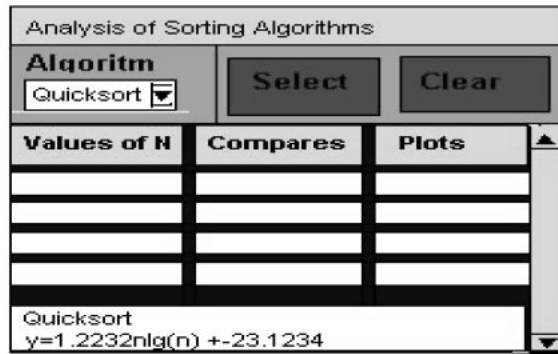 Analysis of Sorting Algorithms
Algoritm
Select
Clear
Quicksort
Values of N Compares Plots
Quicksort
y=1.2232nlg(n) +-23.1234